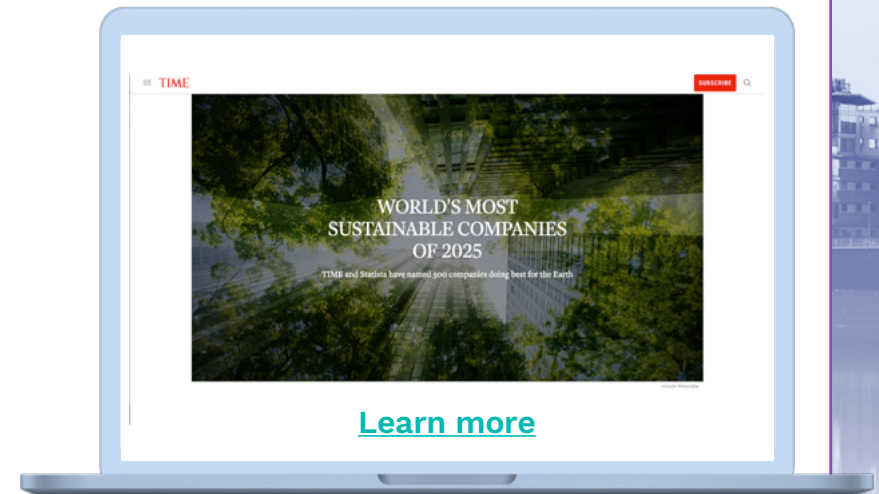 TIME
SUBSCRIBE
WORLD'S MOST
SUSTAINABLE COMPANIES
OF 2025
TIME and Statista have named 500 companies doing best for the Earth
Learn more